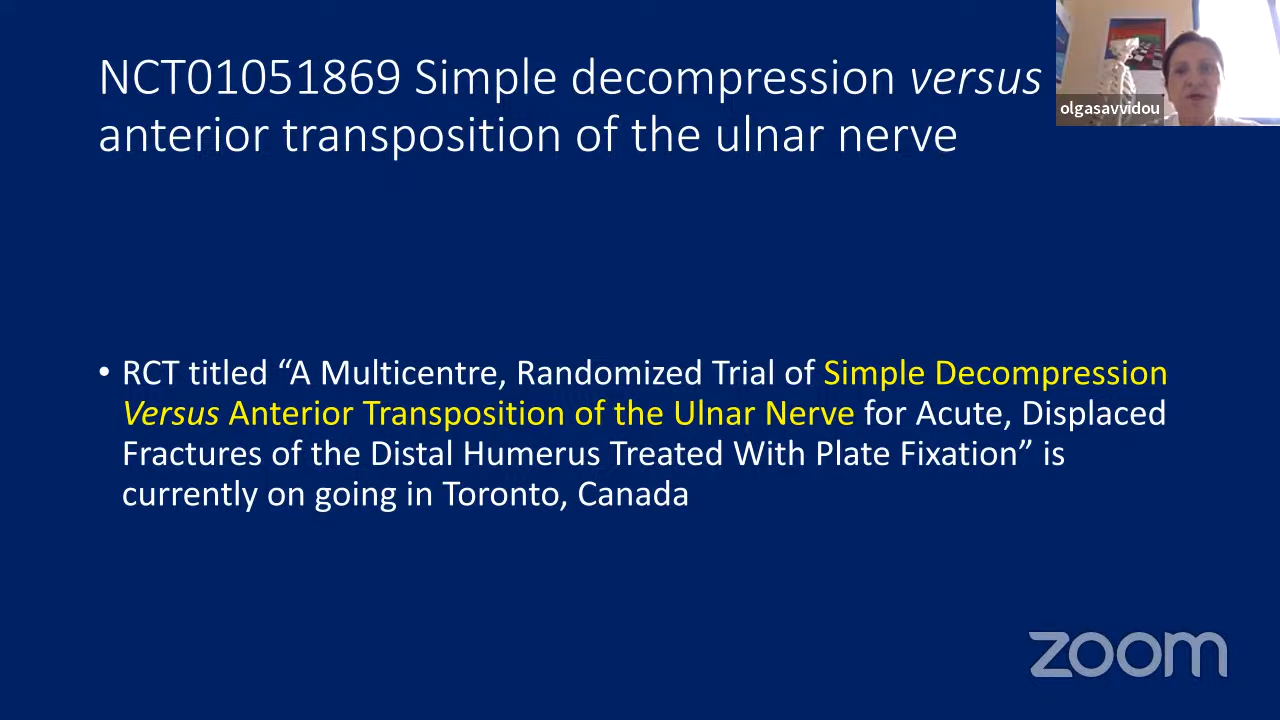 NCT01051869 Simple decompression versus
anterior transposition of the ulnar nerve
olgasavvidou
• RCT titled “A Multicentre, Randomized Trial of Simple Decompression
Versus Anterior Transposition of the Ulnar Nerve for Acute, Displaced
Fractures of the Distal Humerus Treated With Plate Fixation” is
currently on going in Toronto, Canada
zoom